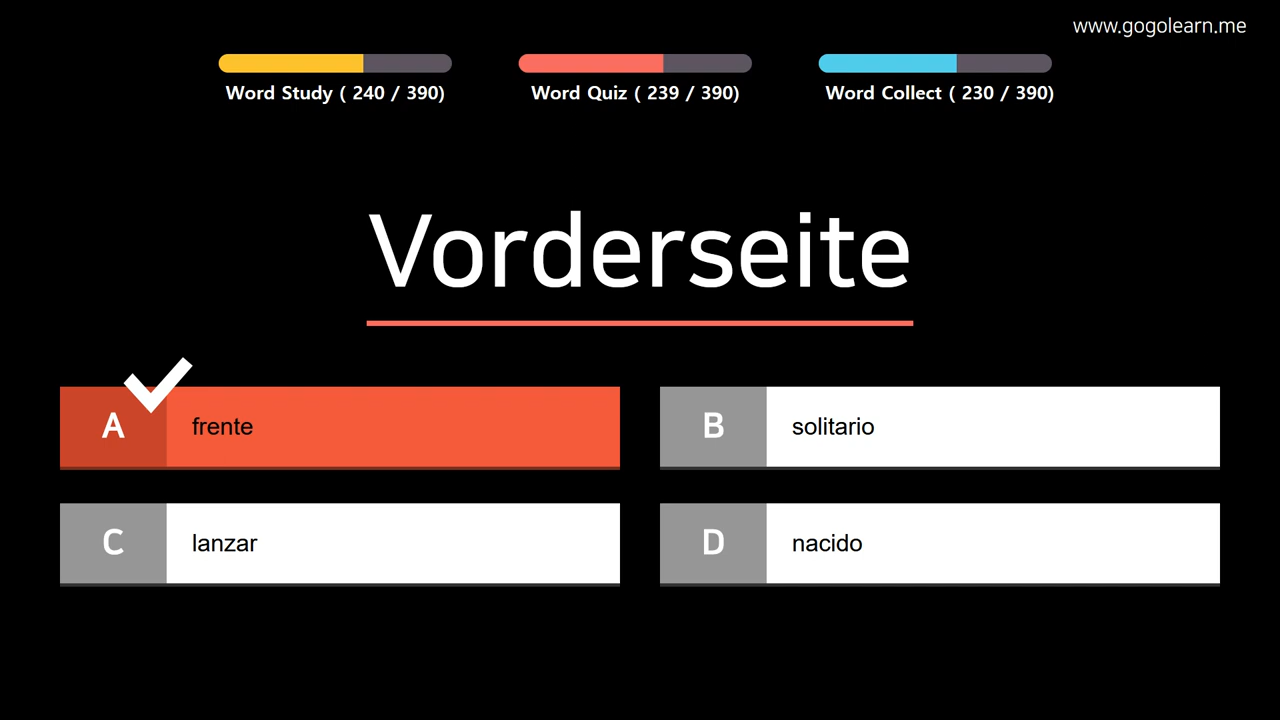 www.gogolearn.me
Word Study ( 240 / 390)
Word Quiz ( 239 / 390)
Word Collect ( 230 / 390)
Vorderseite
A frente
B solitario
C lanzar
D nacido